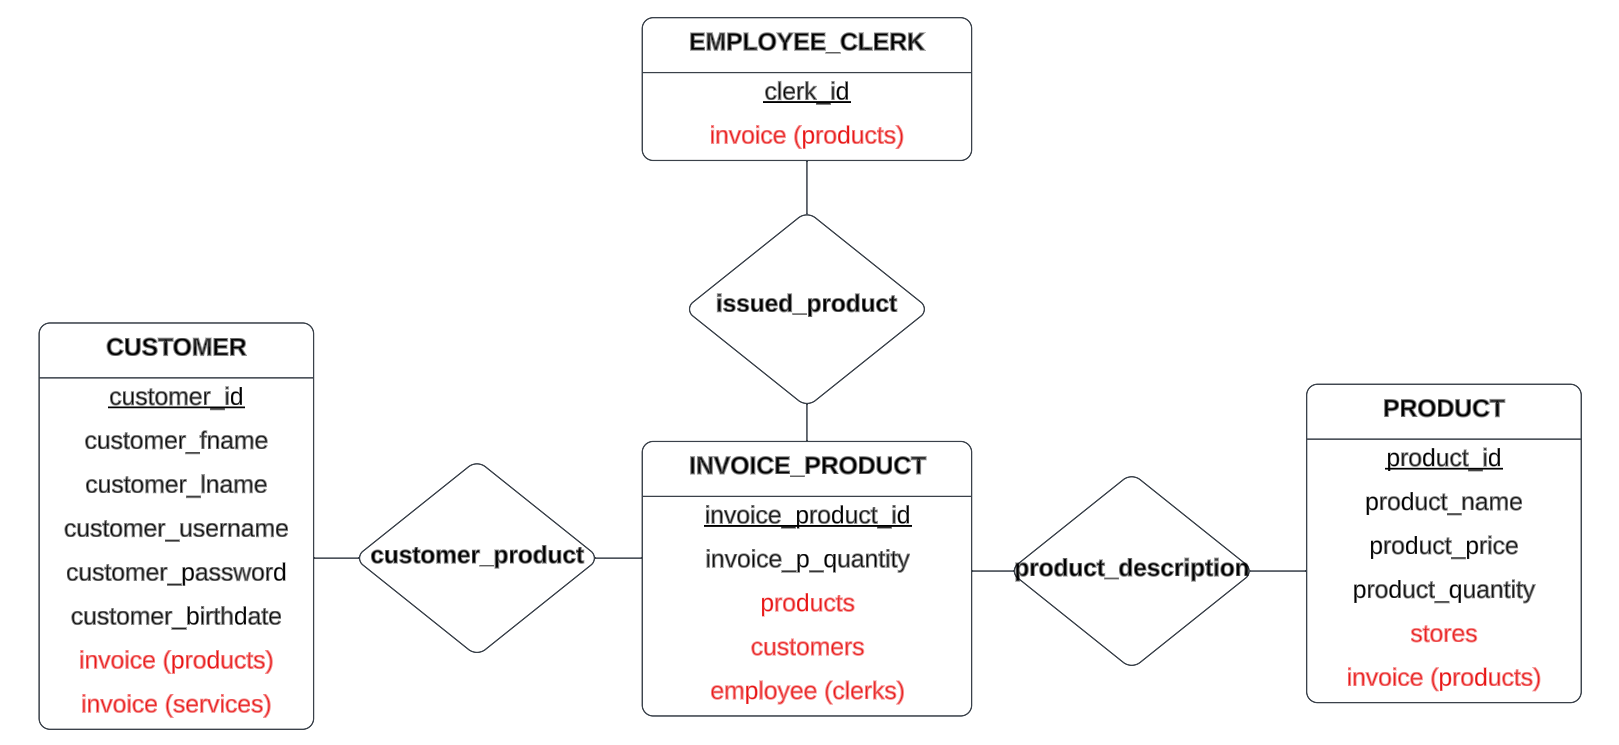 EMPLOYEE_CLERK
clerk_id
invoice (products)
issued_product
CUSTOMER
customer_id
customer_fname
customer_lname
customer_username
customer_password
customer_birthdate
invoice (products)
invoice (services)
customer_product
INVOICE_PRODUCT
invoice_product_id
invoice_p_quantity
products
customers
employee (clerks)
product_description
PRODUCT
product_id
product_name
product_price
product_quantity
stores
invoice (products)